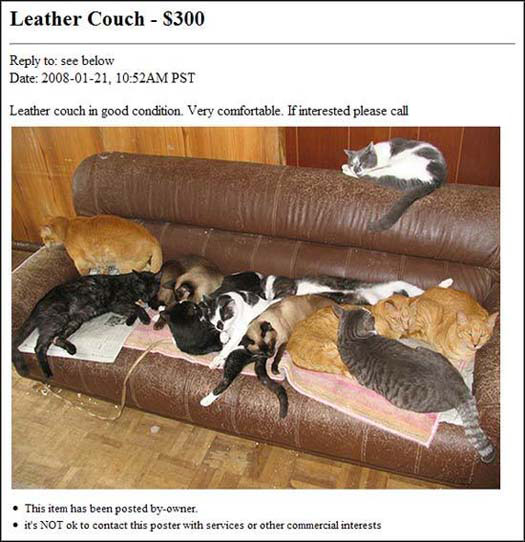 Leather Couch - $300
Reply to: see below
Date: 2008-01-21, 10:52AM PST
Leather couch in good condition. Very comfortable. If interested please call
This item has been posted by-owner.
it's NOT ok to contact this poster with services or other commercial interests